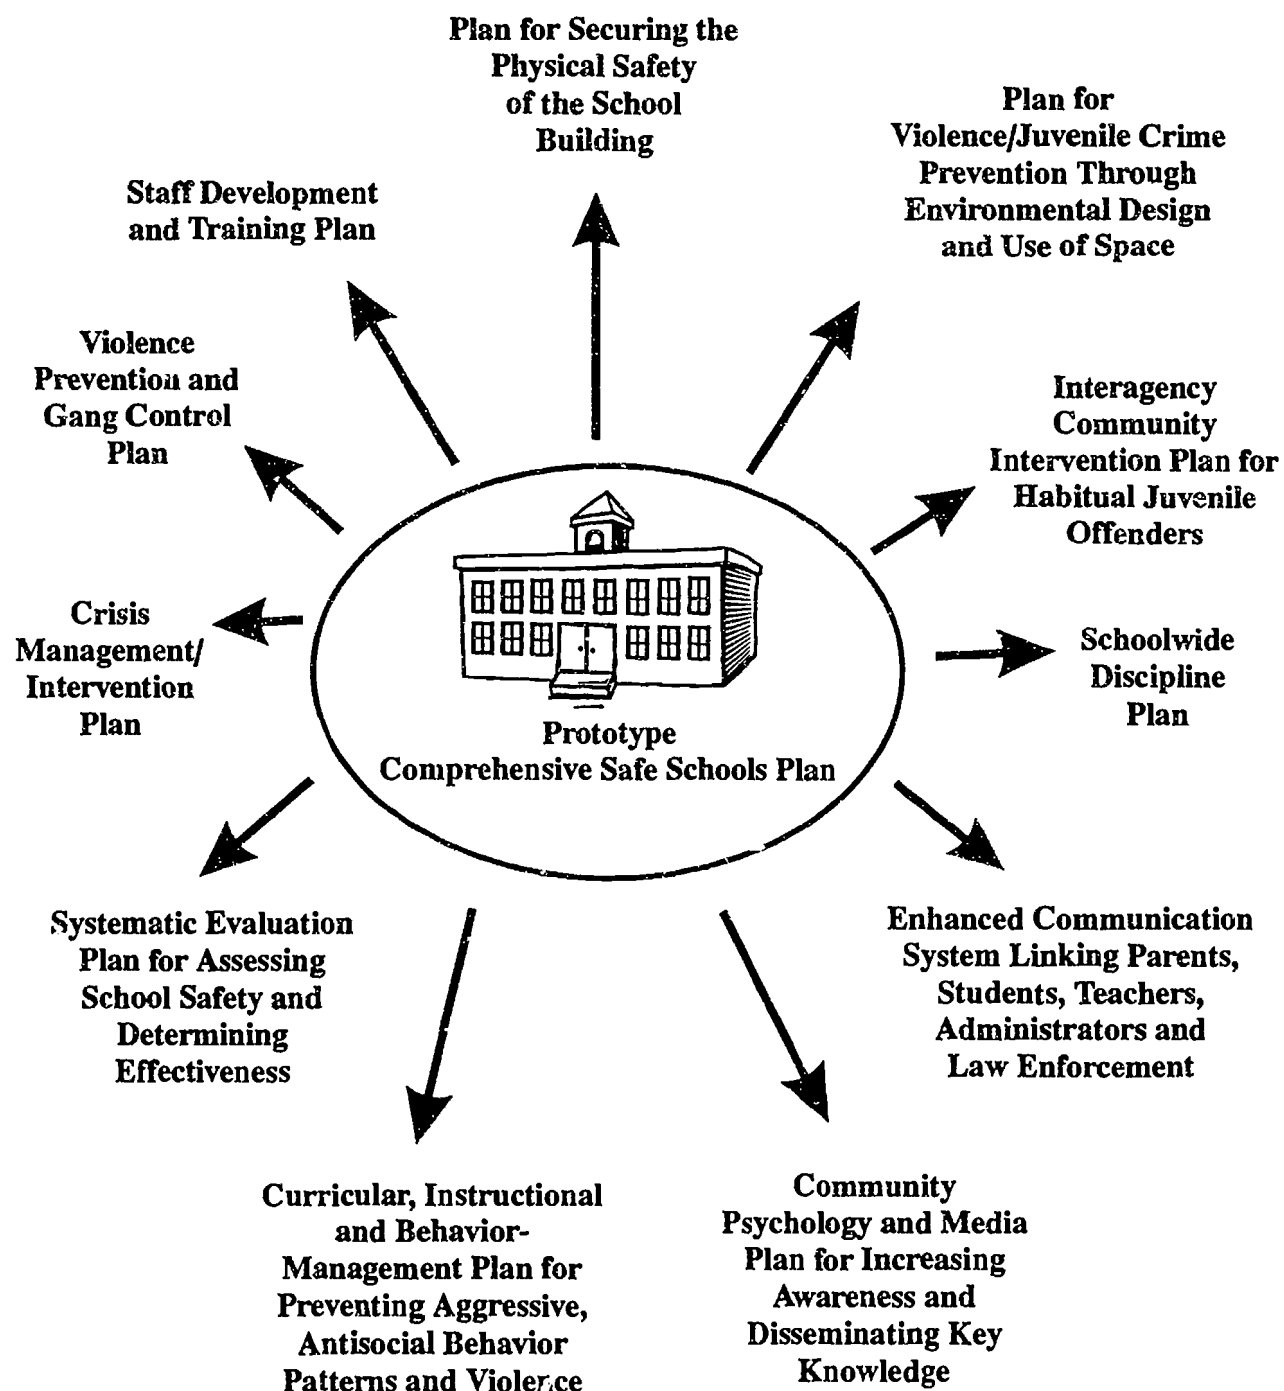 Plan for Securing the
Physical Safety
of the School
Building
Plan for
Violence/Juvenile Crime
Prevention Through
Environmental Design
and Use of Space
Staff Development
and Training Plan
Violence
Prevention and
Gang Control
Plan
Interagency
Community
Intervention Plan for
Habitual Juvenile
Offenders
Crisis
Management/
Intervention
Plan
Schoolwide
Discipline
Plan
Prototype
Comprehensive Safe Schools Plan
Systematic Evaluation
Plan for Assessing
School Safety and
Determining
Effectiveness
Enhanced Communication
System Linking Parents,
Students, Teachers,
Administrators and
Law Enforcement
Curricular, Instructional
and Behavior-
Management Plan for
Preventing Aggressive,
Antisocial Behavior
Patterns and Violence
Community
Psychology and Media
Plan for Increasing
Awareness and
Disseminating Key
Knowledge